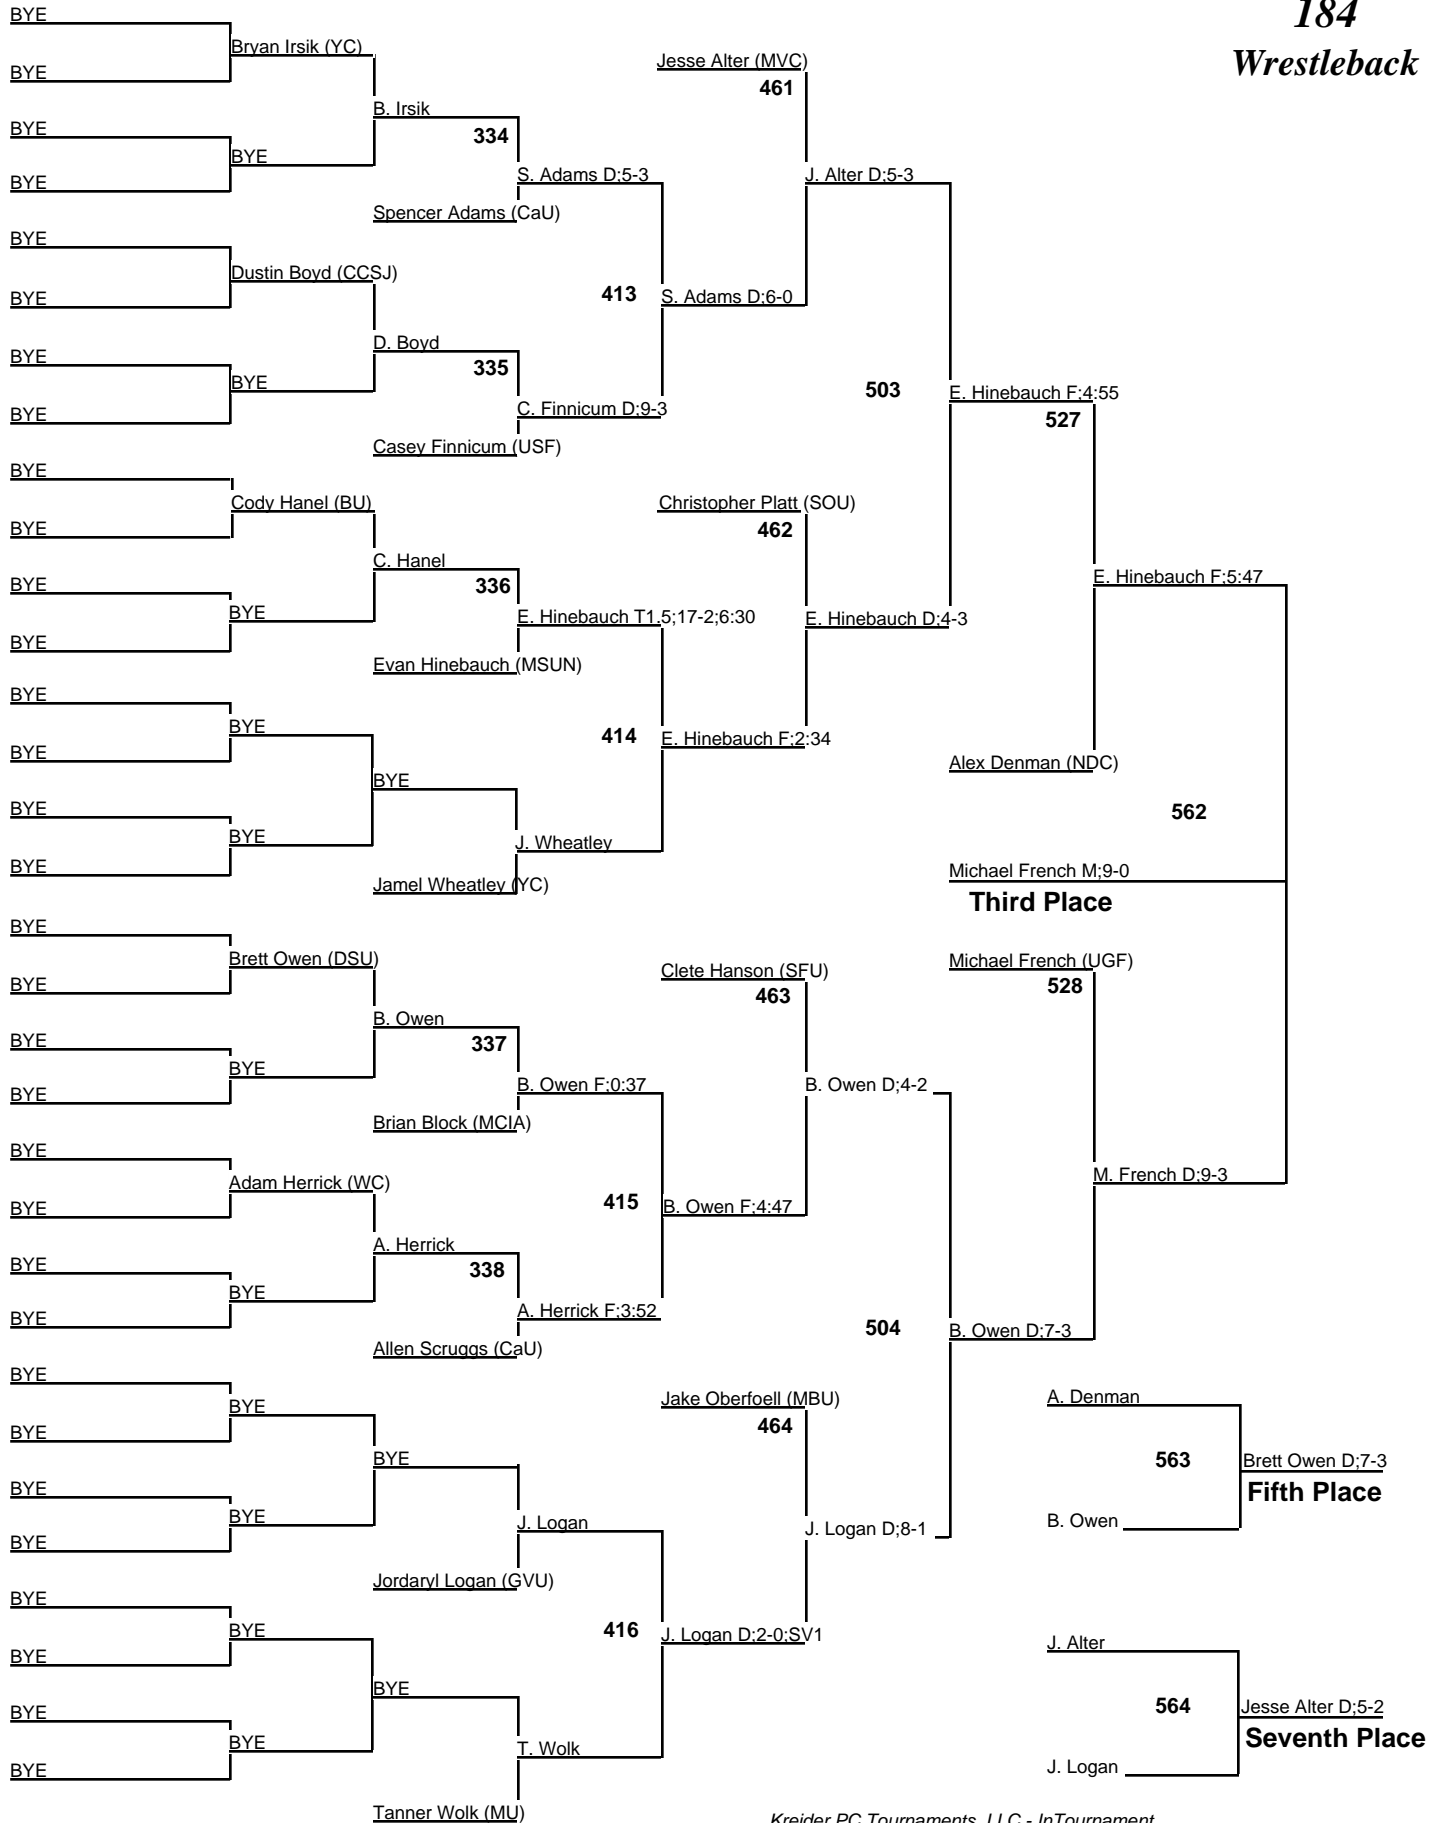 184
Wrestleback
BYE
Bryan Irsik (YC)
BYE
Jesse Alter (MVC)
461
B. Irsik
BYE
334
BYE
S. Adams D;5-3
J. Alter D;5-3
BYE
Spencer Adams (CaU)
BYE
Dustin Boyd (CCSJ)
413
S. Adams D;6-0
BYE
D. Boyd
BYE
335
BYE
503
E. Hinebauch F;4:55
C. Finnicum D;9-3
527
BYE
Casey Finnicum (USF)
BYE
Cody Hanel (BU)
Christopher Platt (SOU)
BYE
462
C. Hanel
E. Hinebauch F;5:47
BYE
336
BYE
E. Hinebauch T1.5;17-2;6:30
E. Hinebauch D;4-3
BYE
Evan Hinebauch (MSUN)
BYE
BYE
414
E. Hinebauch F;2:34
BYE
Alex Denman (NDC)
BYE
BYE
562
BYE
J. Wheatley
BYE
Michael French M;9-0
Jamel Wheatley (YC)
Third Place
BYE
Brett Owen (DSU)
Clete Hanson (SFU)
Michael French (UGF)
BYE
463
528
B. Owen
BYE
337
BYE
B. Owen F;0:37
B. Owen D;4-2
BYE
Brian Block (MCIA)
BYE
Adam Herrick (WC)
M. French D;9-3
BYE
415
B. Owen F;4:47
A. Herrick
BYE
338
BYE
A. Herrick F;3:52
BYE
504
B. Owen D;7-3
Allen Scruggs (CaU)
BYE
BYE
Jake Oberfoell (MBU)
A. Denman
BYE
464
BYE
563
Brett Owen D;7-3
BYE
Fifth Place
BYE
J. Logan
J. Logan D;8-1
B. Owen
BYE
Jordaryl Logan (GVU)
BYE
BYE
416
J. Logan D;2-0;SV1
J. Alter
BYE
BYE
564
Jesse Alter D;5-2
BYE
Seventh Place
BYE
T. Wolk
BYE
J. Logan
Tanner Wolk (MU)
Kreider PC Tournaments, LLC - InTournament